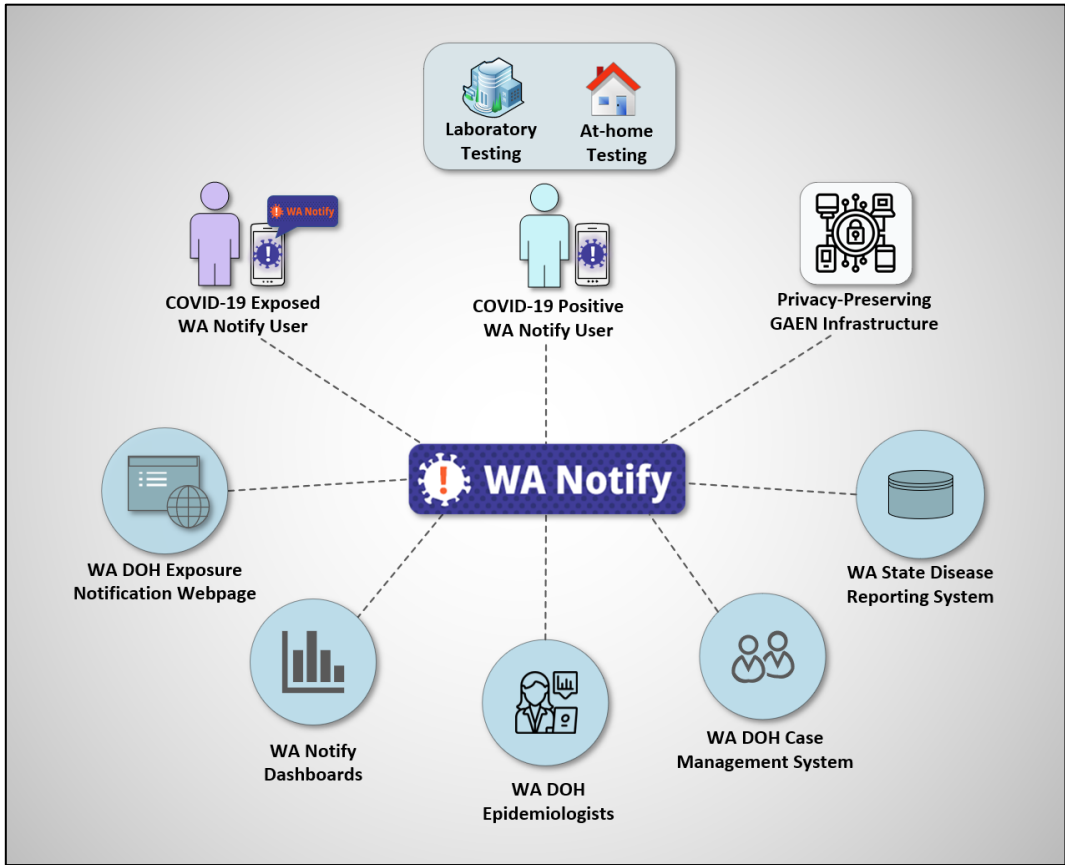 Laboratory
Testing
At-home
Testing
WA Notify
COVID-19 Exposed
WA Notify User
COVID-19 Positive
WA Notify User
Privacy-Preserving
GAEN Infrastructure
WA Notify
WA DOH Exposure
Notification Webpage
WA State Disease
Reporting System
WA Notify
Dashboards
WA DOH
Epidemiologists
WA DOH Case
Management System